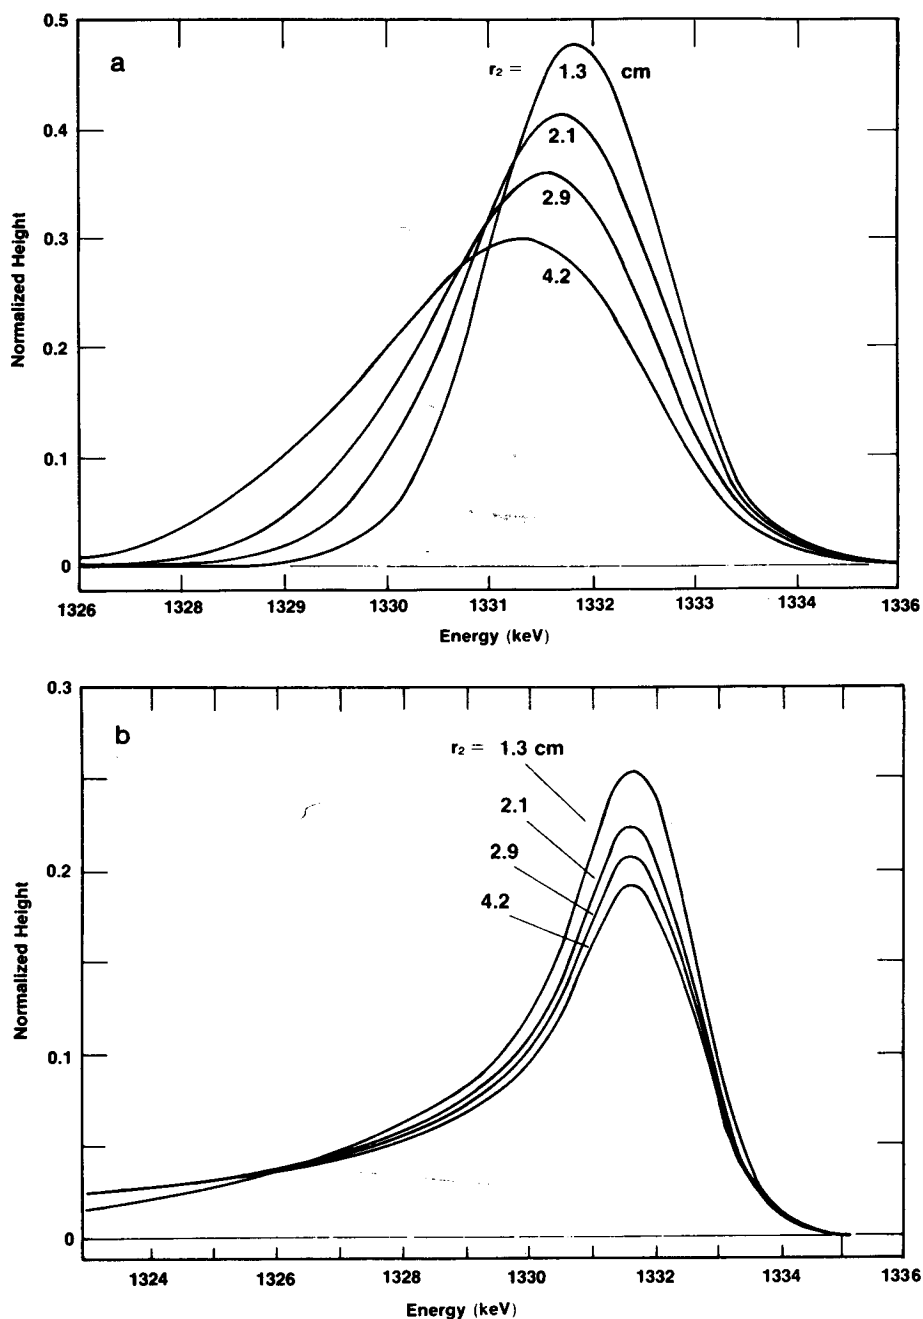 a
r₂ = 1.3 cm
2.1
2.9
4.2
0.5
0.4
0.3
0.2
0.1
0
Normalized Height
1326 1328 1329 1330 1331 1332 1333 1334 1336
Energy (keV)
b
r₂ = 1.3 cm
2.1
2.9
4.2
0.3
0.2
0.1
0
Normalized Height
1324 1326 1328 1330 1332 1334 1336
Energy (keV)